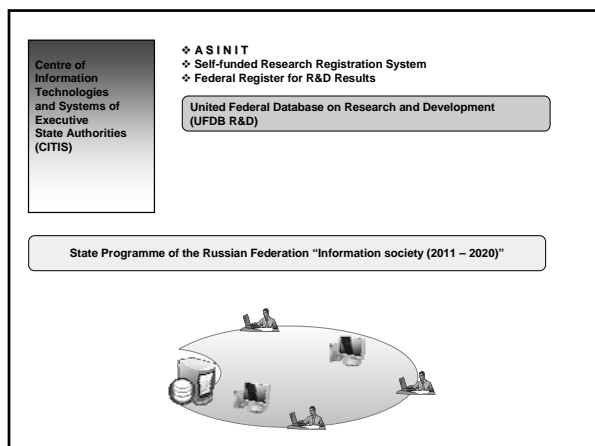 Centre of
Information
Technologies
and Systems of
Executive
State Authorities
(CITIS)
❖ A S I N I T
❖ Self-funded Research Registration System
❖ Federal Register for R&D Results
United Federal Database on Research and Development
(UFDB R&D)
State Programme of the Russian Federation “Information society (2011 – 2020)”